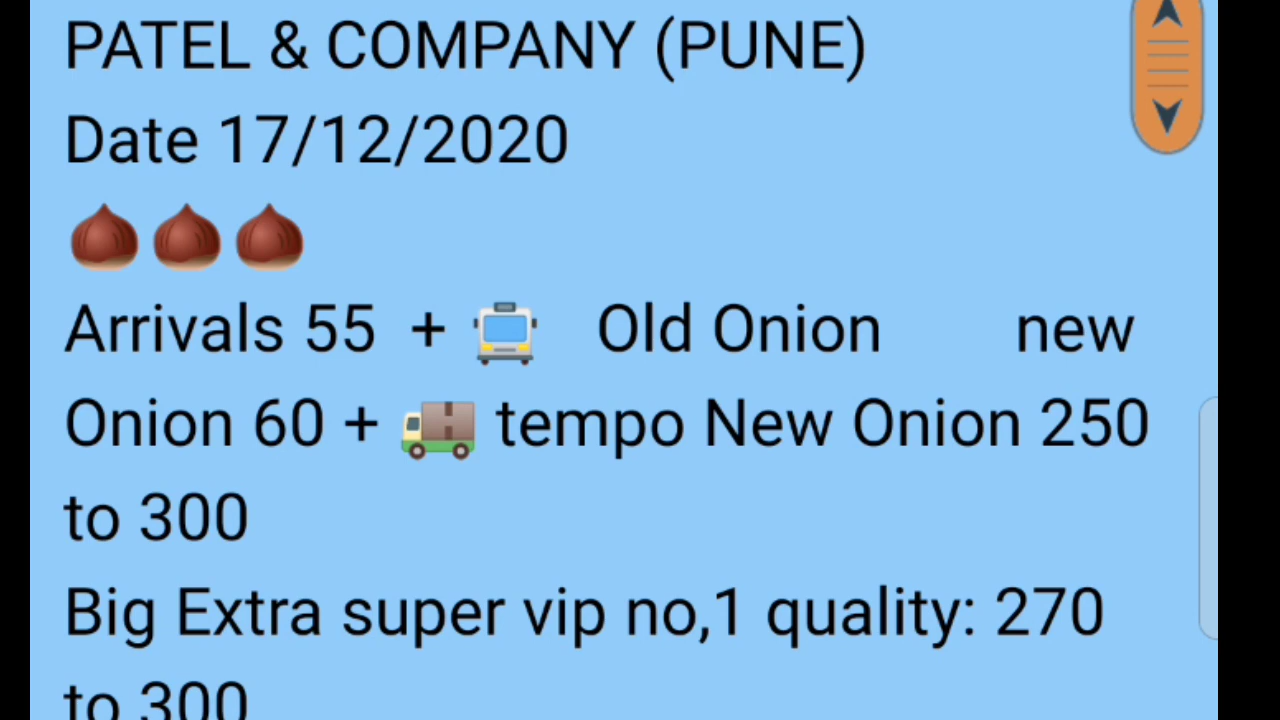 PATEL & COMPANY (PUNE)
Date 17/12/2020
🌰🌰🌰
Arrivals 55 + 🚍 Old Onion new
Onion 60 + 🚚 tempo New Onion 250
to 300
Big Extra super vip no,1 quality: 270
to 300